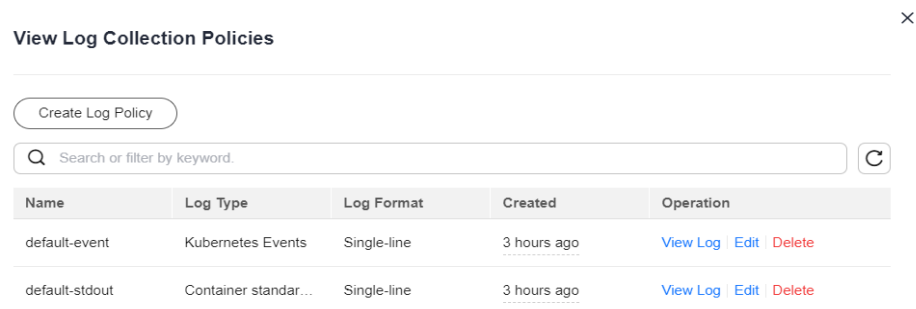 View Log Collection Policies
Create Log Policy
Search or filter by keyword.
Name Log Type Log Format Created Operation
default-event Kubernetes Events Single-line 3 hours ago View Log Edit Delete
default-stdout Container standar... Single-line 3 hours ago View Log Edit Delete